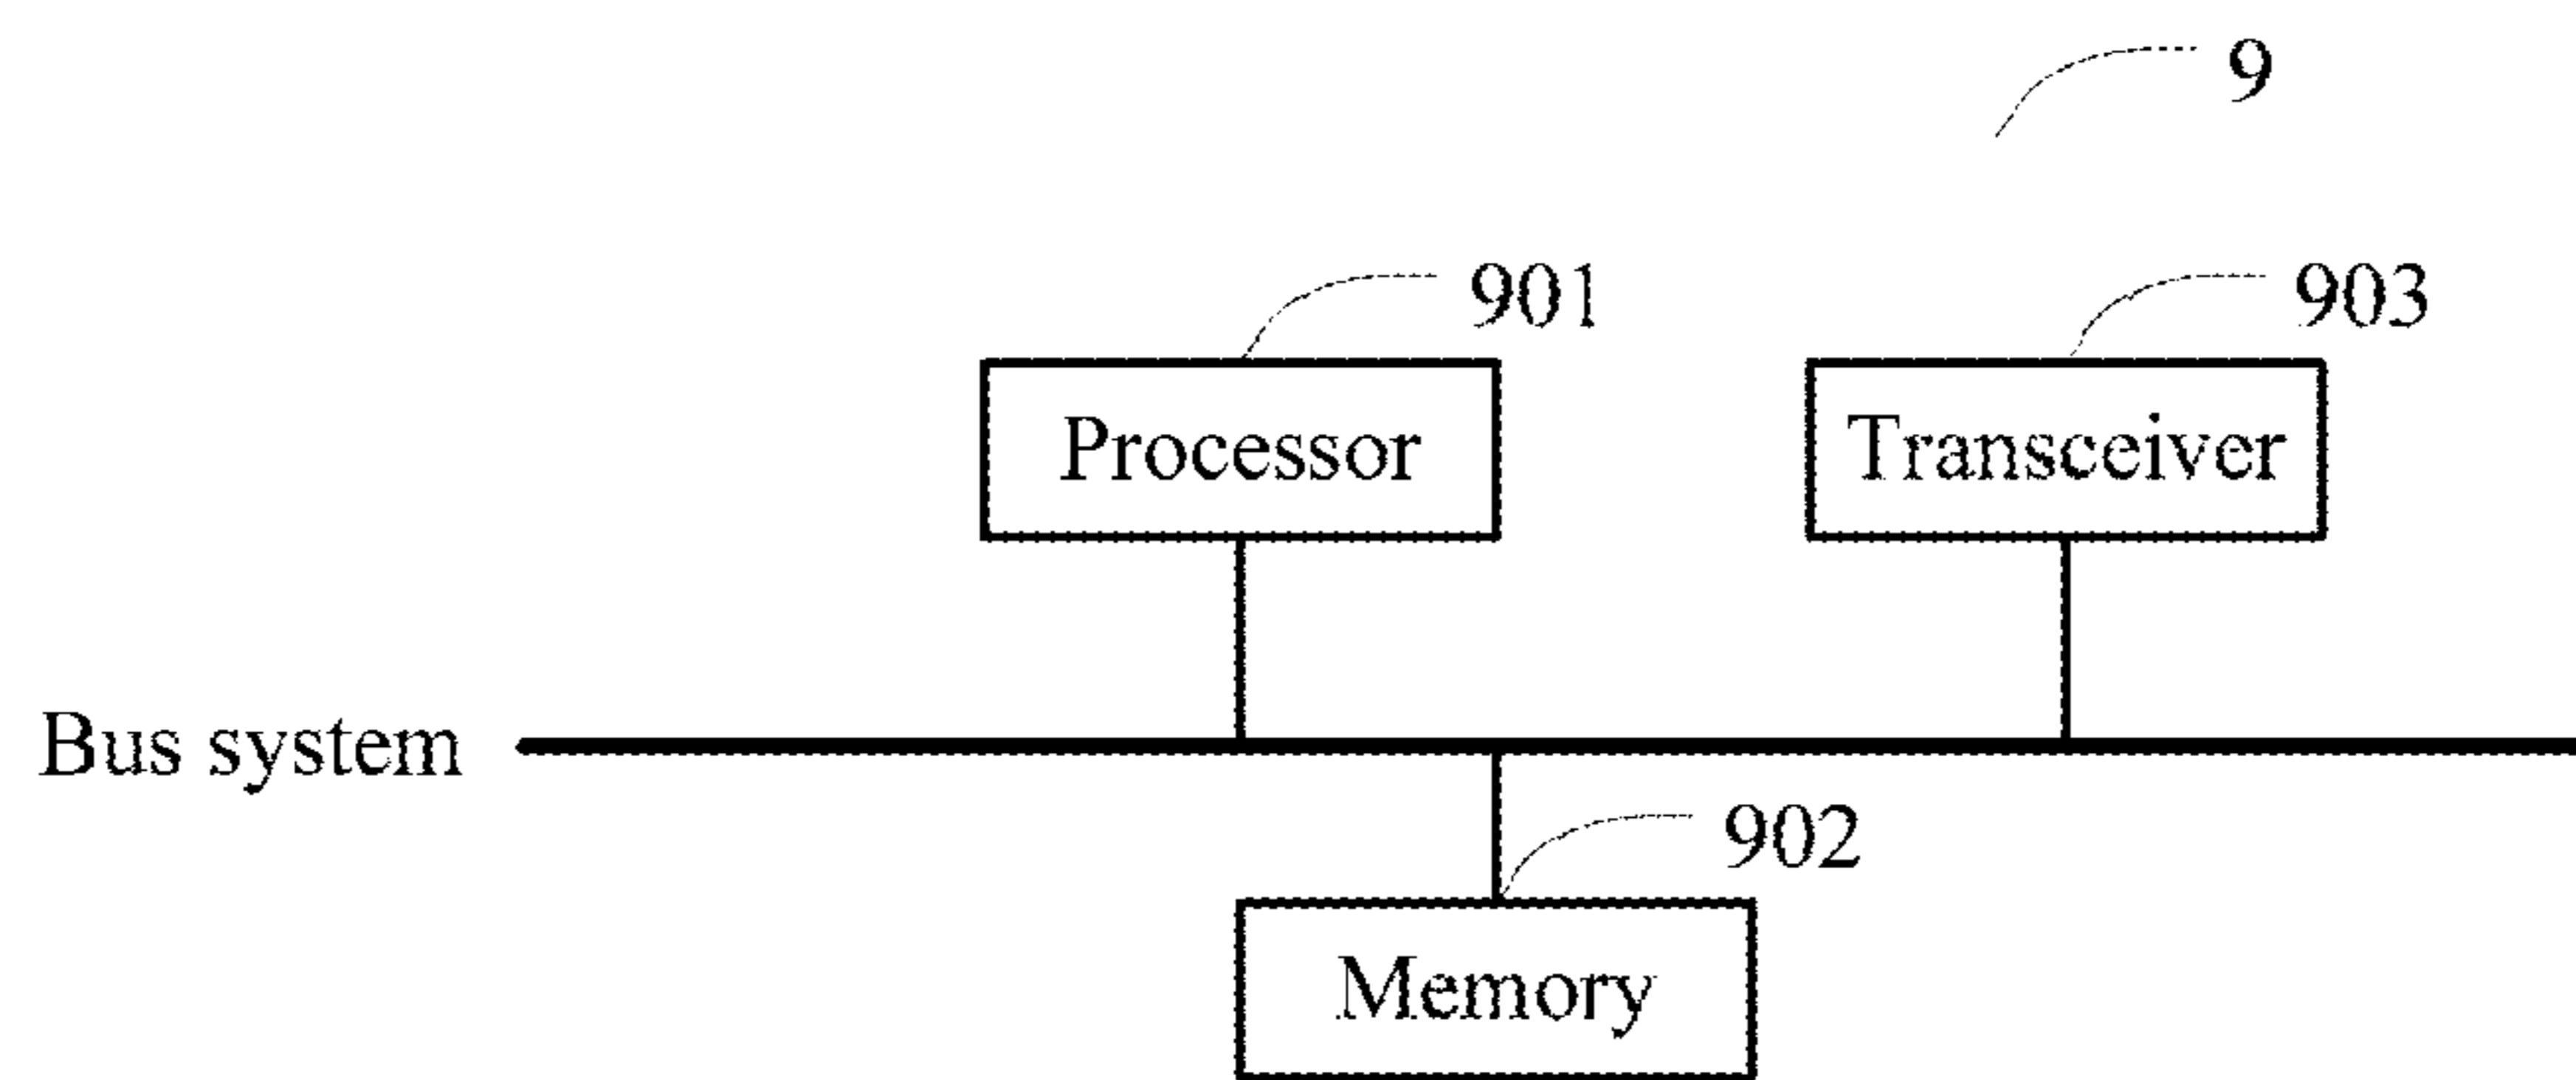 9
901
903
Processor
Transceiver
Bus system
902
Memory